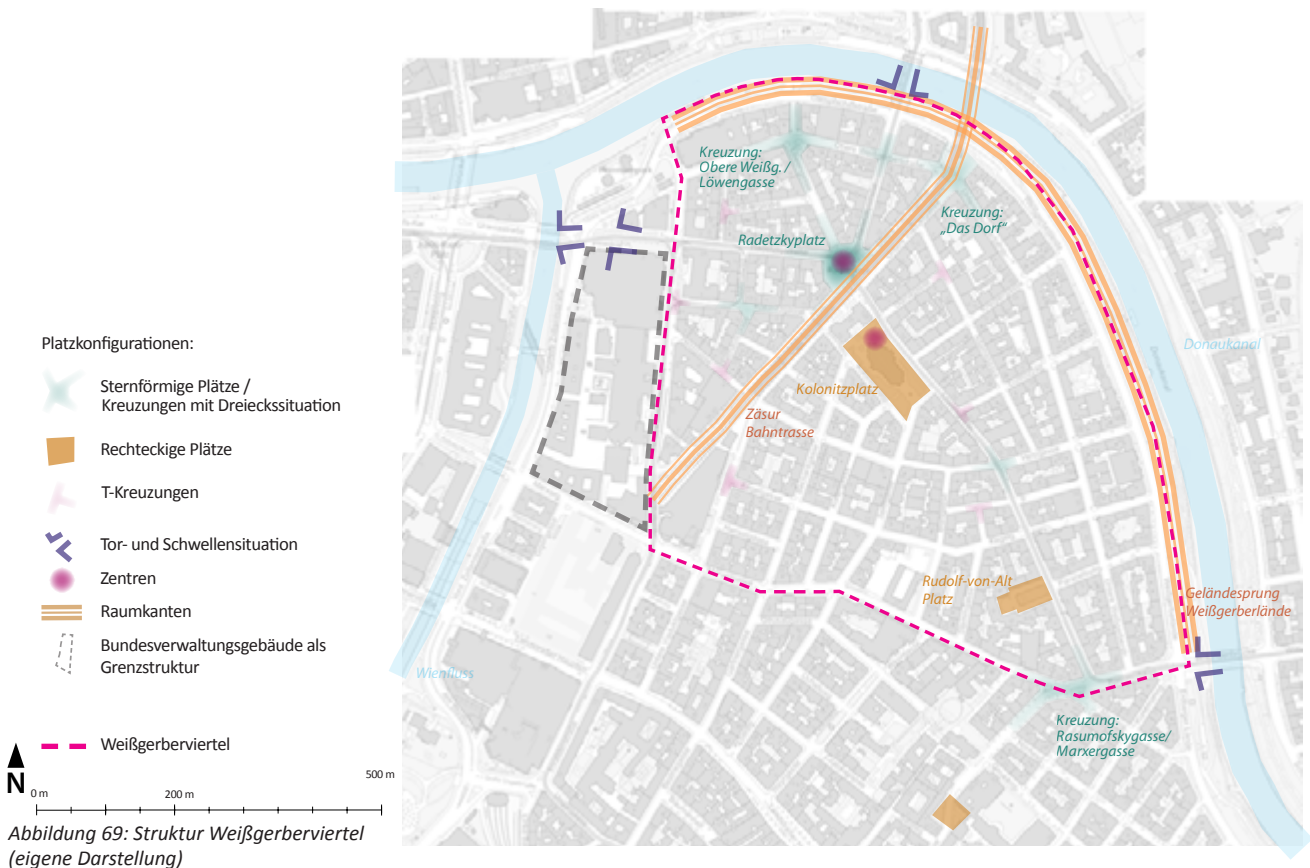 Kreuzung:
Obere Weißg. /
Löwengasse
Kreuzung:
„Das Dorf“
Radetzkyplatz
Donaukanal
Kolonitzplatz
Zäsur
Bahntrasse
Rudolf-von-Alt
Platz
Geländesprung
Weißgerberlände
Wienfluss
Kreuzung:
Rasumofskygasse/
Marxergasse
Platzkonfigurationen:
Sternförmige Plätze /
Kreuzungen mit Dreieckssituation
Rechteckige Plätze
T-Kreuzungen
Tor- und Schwellensituation
Zentren
Raumkanten
Bundesverwaltungsgebäude als
Grenzstruktur
Weißgerberviertel
N
0 m
200 m
500 m
Abbildung 69: Struktur Weißgerberviertel
(eigene Darstellung)